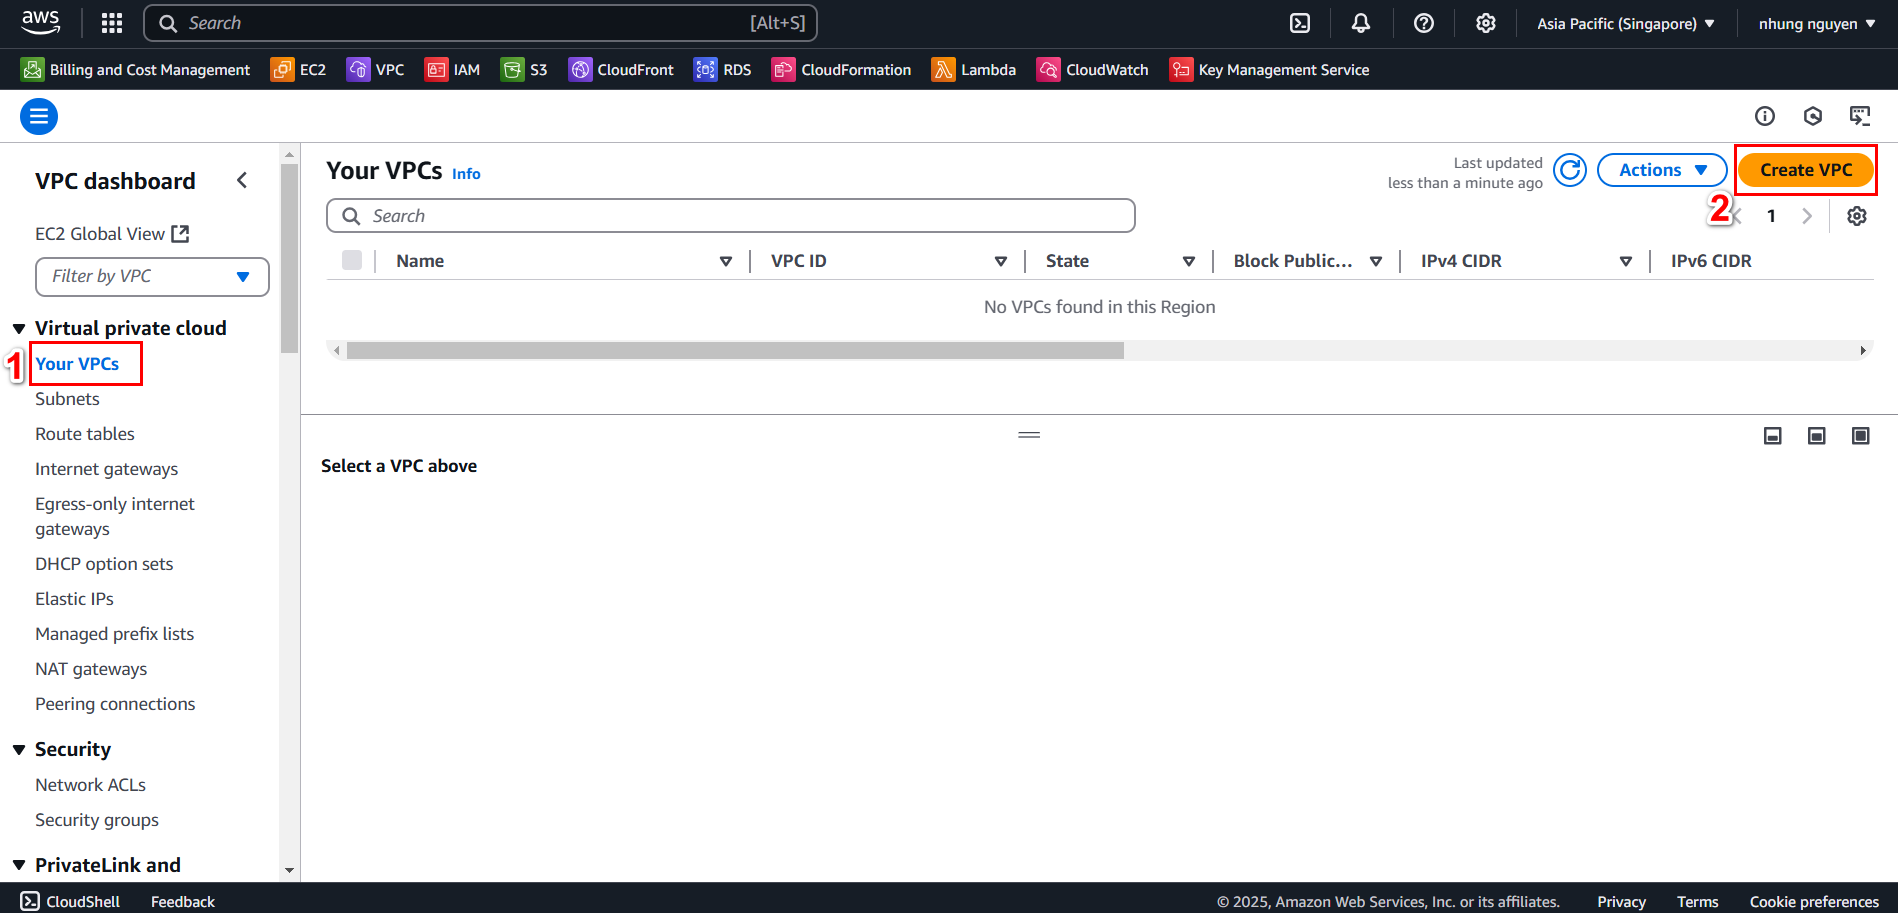 aws
Search [Alt+S]
Asia Pacific (Singapore)
nhung nguyen
Billing and Cost Management
EC2
VPC
IAM
S3
CloudFront
RDS
CloudFormation
Lambda
CloudWatch
Key Management Service
VPC dashboard
EC2 Global View
Filter by VPC
Virtual private cloud
1
Your VPCs
Subnets
Route tables
Internet gateways
Egress-only internet
gateways
DHCP option sets
Elastic IPs
Managed prefix lists
NAT gateways
Peering connections
Security
Network ACLs
Security groups
PrivateLink and
Your VPCs Info
Last updated
less than a minute ago
Actions
Create VPC
2
Search
1
Name
VPC ID
State
Block Public...
IPv4 CIDR
IPv6 CIDR
No VPCs found in this Region
Select a VPC above
CloudShell
Feedback
© 2025, Amazon Web Services, Inc. or its affiliates.
Privacy
Terms
Cookie preferences